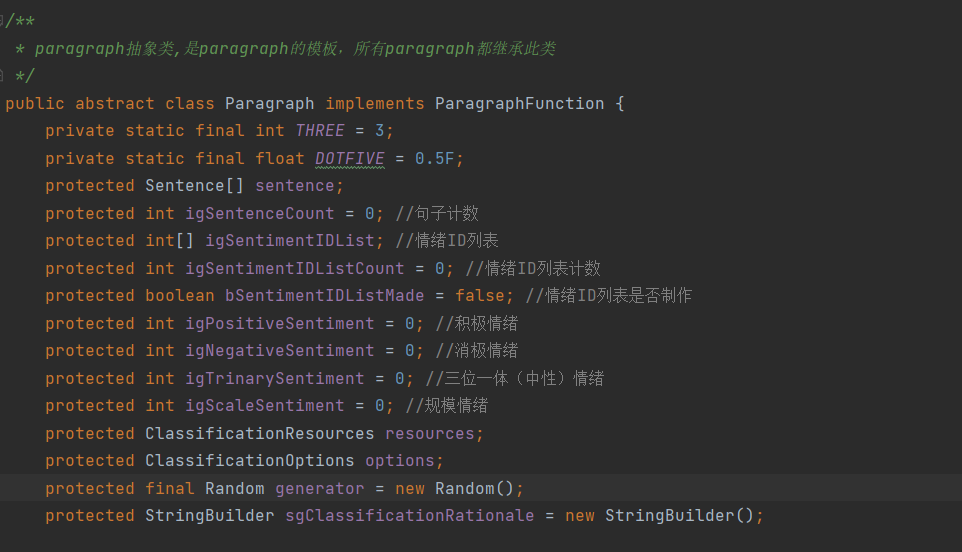 /**
 * paragraph抽象类,是paragraph的模板，所有paragraph都继承此类
 */
public abstract class Paragraph implements ParagraphFunction {
    private static final int THREE = 3;
    private static final float DOTFIVE = 0.5F;
    protected Sentence[] sentence;
    protected int igSentenceCount = 0; //句子计数
    protected int[] igSentimentIDList; //情绪ID列表
    protected int igSentimentIDListCount = 0; //情绪ID列表计数
    protected boolean bSentimentIDListMade = false; //情绪ID列表是否制作
    protected int igPositiveSentiment = 0; //积极情绪
    protected int igNegativeSentiment = 0; //消极情绪
    protected int igTrinarySentiment = 0; //三位一体（中性）情绪
    protected int igScaleSentiment = 0; //规模情绪
    protected ClassificationResources resources;
    protected ClassificationOptions options;
    protected final Random generator = new Random();
    protected StringBuilder sgClassificationRationale = new StringBuilder();